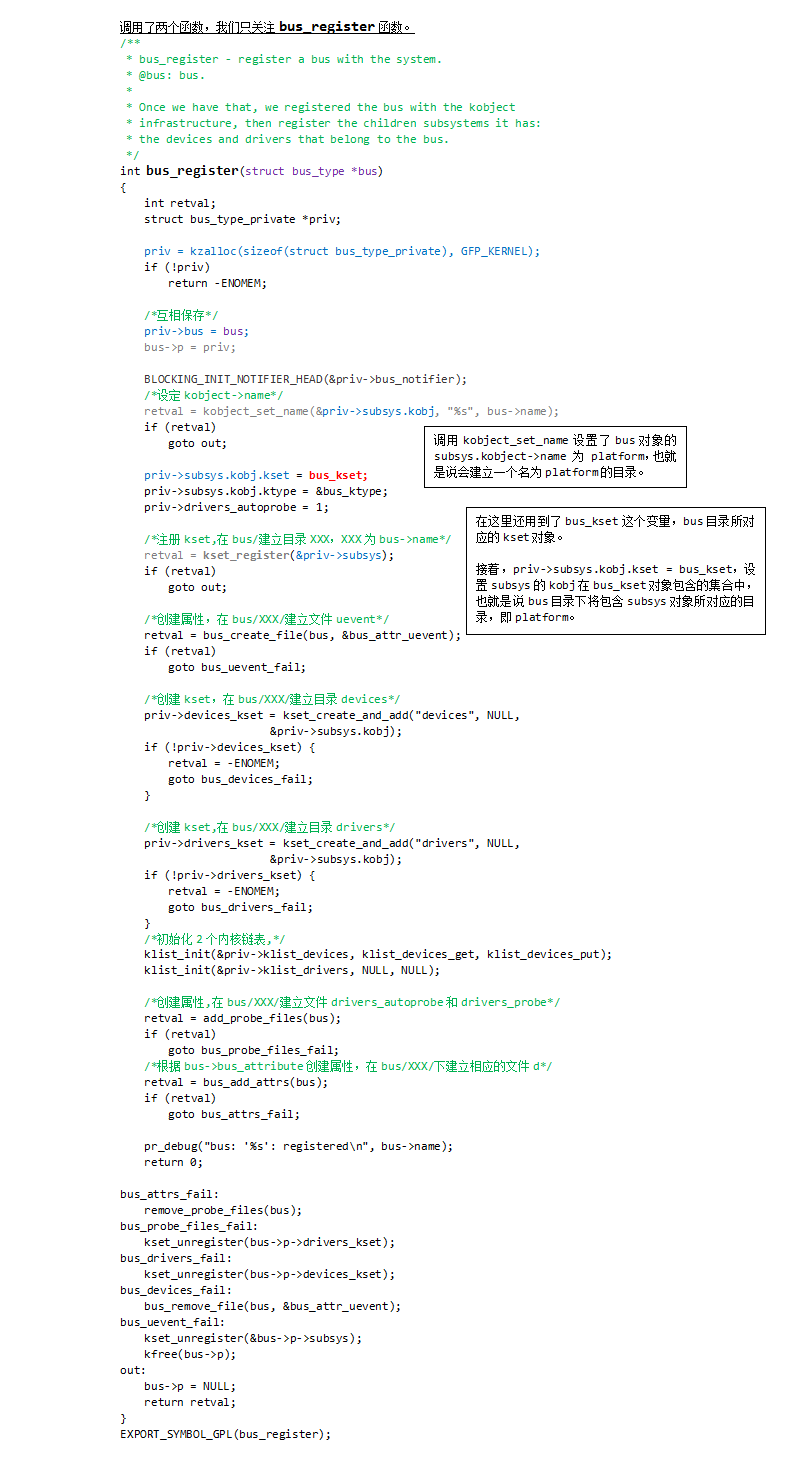 调用了两个函数，我们只关注 bus_register 函数。
/**
 * bus_register - register a bus with the system.
 * @bus: bus.
 *
 * Once we have that, we registered the bus with the kobject
 * infrastructure, then register the children subsystems it has:
 * the devices and drivers that belong to the bus.
 */
int bus_register(struct bus_type *bus)
{
    int retval;
    struct bus_type_private *priv;

    priv = kzalloc(sizeof(struct bus_type_private), GFP_KERNEL);
    if (!priv)
        return -ENOMEM;

    /*互相保存*/
    priv->bus = bus;
    bus->p = priv;

    BLOCKING_INIT_NOTIFIER_HEAD(&priv->bus_notifier);
    /*设定 kobject->name*/
    retval = kobject_set_name(&priv->subsys.kobj, "%s", bus->name);
    if (retval)
        goto out;

调用 kobject_set_name 设置了 bus 对象的
subsys.kobject->name 为 platform，也就
是说会建立一个名为 platform 的目录。

    priv->subsys.kobj.kset = bus_kset;
    priv->subsys.kobj.ktype = &bus_ktype;
    priv->drivers_autoprobe = 1;

在这里还用到了 bus_kset 这个变量，bus 目录所对
应的 kset 对象。

接着，priv->subsys.kobj.kset = bus_kset，设
置 subsys 的 kobj 在 bus_kset 对象包含的集合中，
也就是说 bus 目录下将包含 subsys 对象所对应的目
录，即 platform。

    /*注册 kset,在 bus/建立目录 XXX，XXX 为 bus->name*/
    retval = kset_register(&priv->subsys);
    if (retval)
        goto out;

    /*创建属性，在 bus/XXX/建立文件 uevent*/
    retval = bus_create_file(bus, &bus_attr_uevent);
    if (retval)
        goto bus_uevent_fail;

    /*创建 kset，在 bus/XXX/建立目录 devices*/
    priv->devices_kset = kset_create_and_add("devices", NULL,
                         &priv->subsys.kobj);
    if (!priv->devices_kset) {
        retval = -ENOMEM;
        goto bus_devices_fail;
    }

    /*创建 kset,在 bus/XXX/建立目录 drivers*/
    priv->drivers_kset = kset_create_and_add("drivers", NULL,
                         &priv->subsys.kobj);
    if (!priv->drivers_kset) {
        retval = -ENOMEM;
        goto bus_drivers_fail;
    }
    /*初始化 2 个内核链表,*/
    klist_init(&priv->klist_devices, klist_devices_get, klist_devices_put);
    klist_init(&priv->klist_drivers, NULL, NULL);

    /*创建属性,在 bus/XXX/建立文件 drivers_autoprobe 和 drivers_probe*/
    retval = add_probe_files(bus);
    if (retval)
        goto bus_probe_files_fail;
    /*根据 bus->bus_attribute 创建属性，在 bus/XXX/下建立相应的文件 d*/
    retval = bus_add_attrs(bus);
    if (retval)
        goto bus_attrs_fail;

    pr_debug("bus: '%s': registered\n", bus->name);
    return 0;

bus_attrs_fail:
    remove_probe_files(bus);
bus_probe_files_fail:
    kset_unregister(bus->p->drivers_kset);
bus_drivers_fail:
    kset_unregister(bus->p->devices_kset);
bus_devices_fail:
    bus_remove_file(bus, &bus_attr_uevent);
bus_uevent_fail:
    kset_unregister(&bus->p->subsys);
    kfree(bus->p);
out:
    bus->p = NULL;
    return retval;
}
EXPORT_SYMBOL_GPL(bus_register);